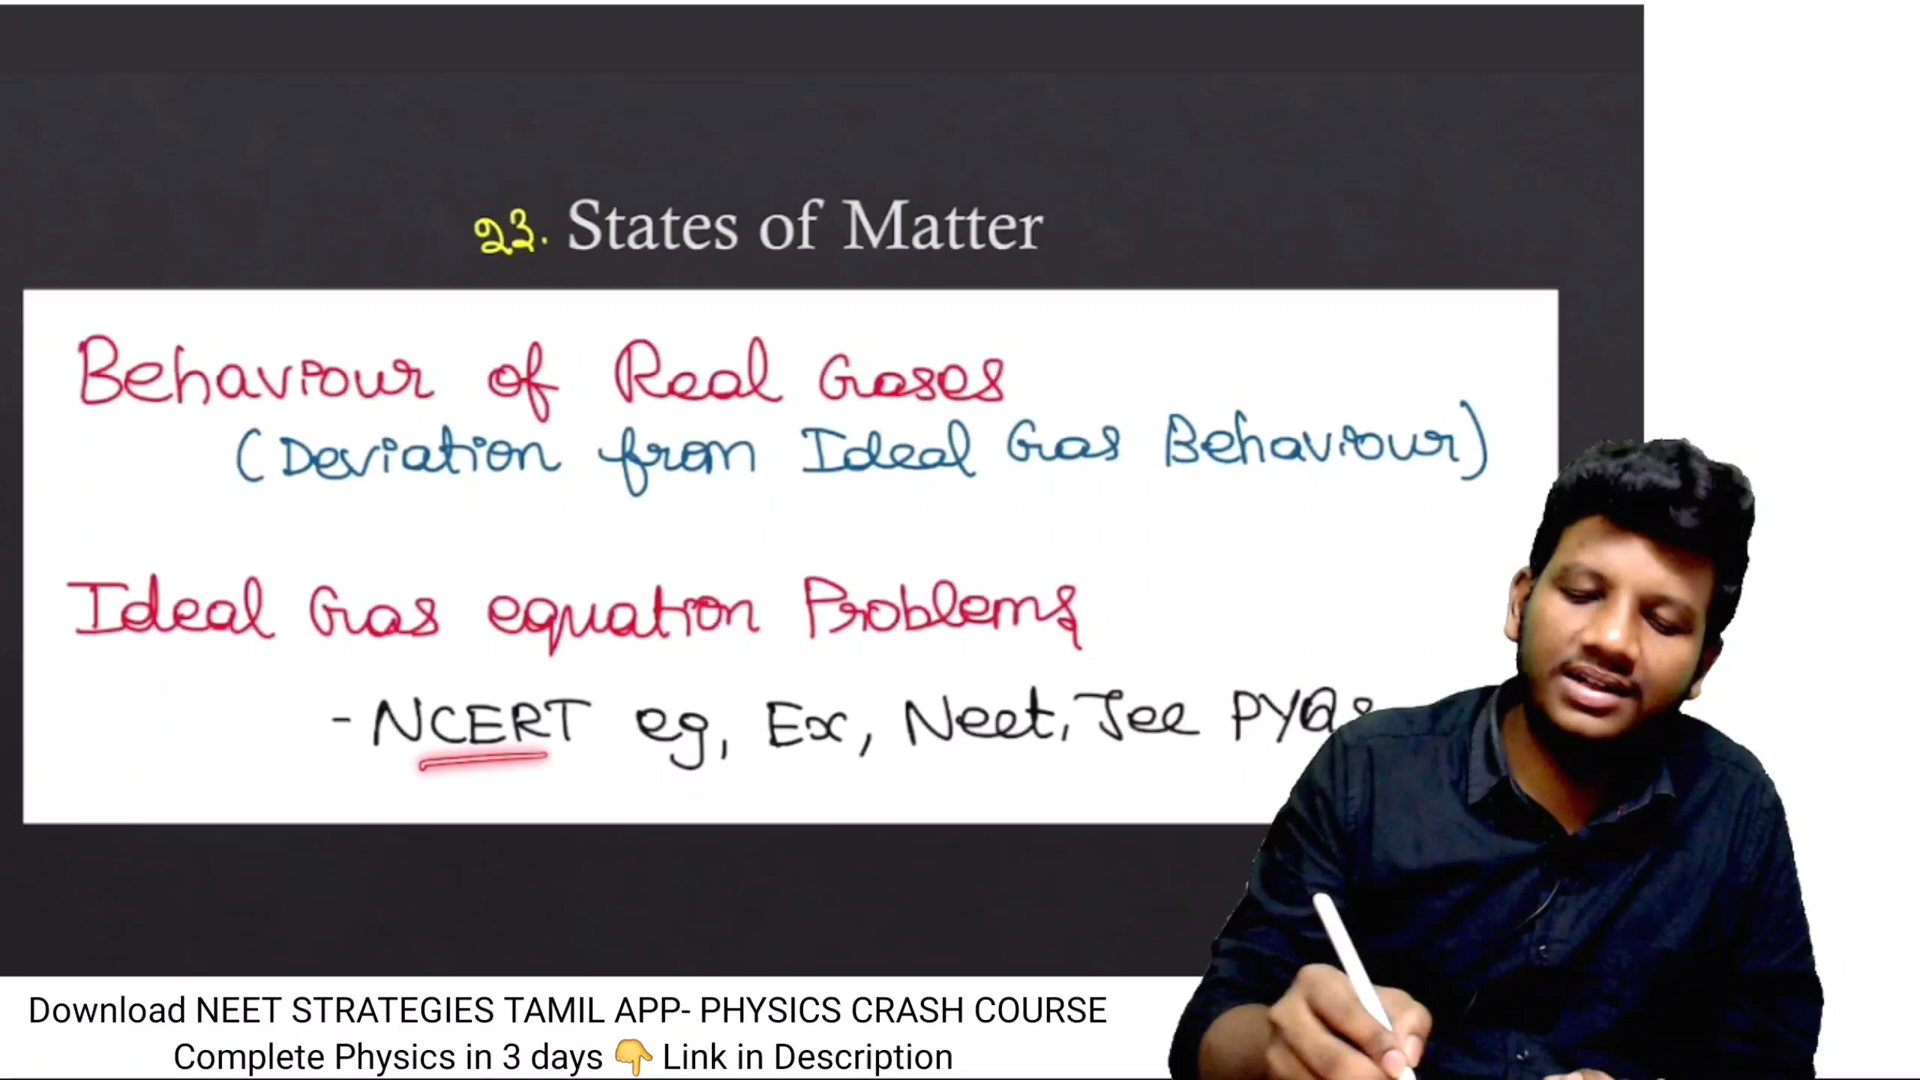 23. States of Matter
Behaviour of Real Gases
(Deviation from Ideal Gas Behaviour)
Ideal Gas equation Problems
- NCERT eg, Ex, Neet, Jee PYQs
Download NEET STRATEGIES TAMIL APP- PHYSICS CRASH COURSE
Complete Physics in 3 days 👇 Link in Description